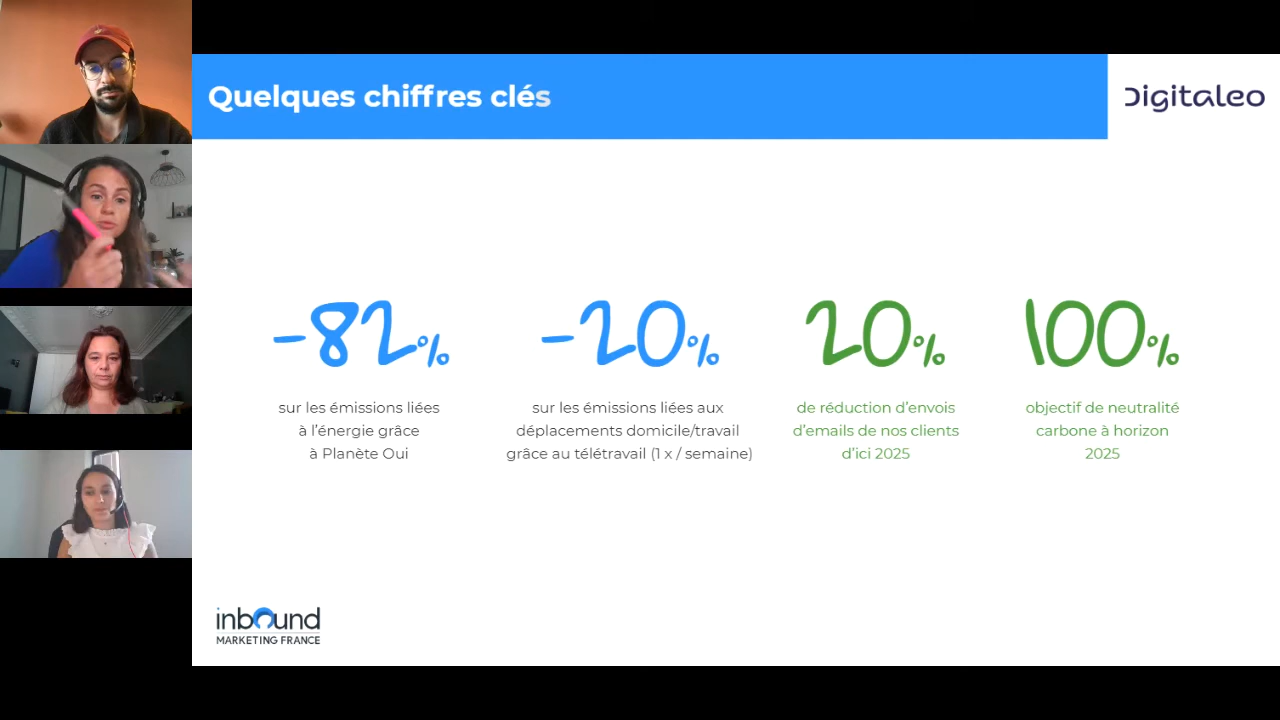 Quelques chiffres clés
Digitaleo
-82%
sur les émissions liées
à l'énergie grâce
à Planète Oui
-20%
sur les émissions liées aux
déplacements domicile/travail
grâce au télétravail (1 x / semaine)
20%
de réduction d'envois
d'emails de nos clients
d'ici 2025
100%
objectif de neutralité
carbone à horizon
2025
inbound
MARKETING FRANCE